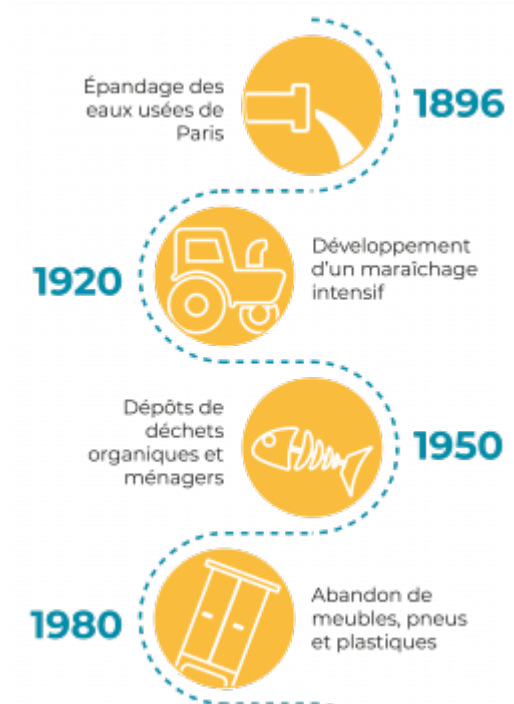 Épandage des
eaux usées de
Paris
1896
1920
Développement
d'un maraîchage
intensif
Dépôts de
déchets
organiques et
ménagers
1950
1980
Abandon de
meubles, pneus
et plastiques